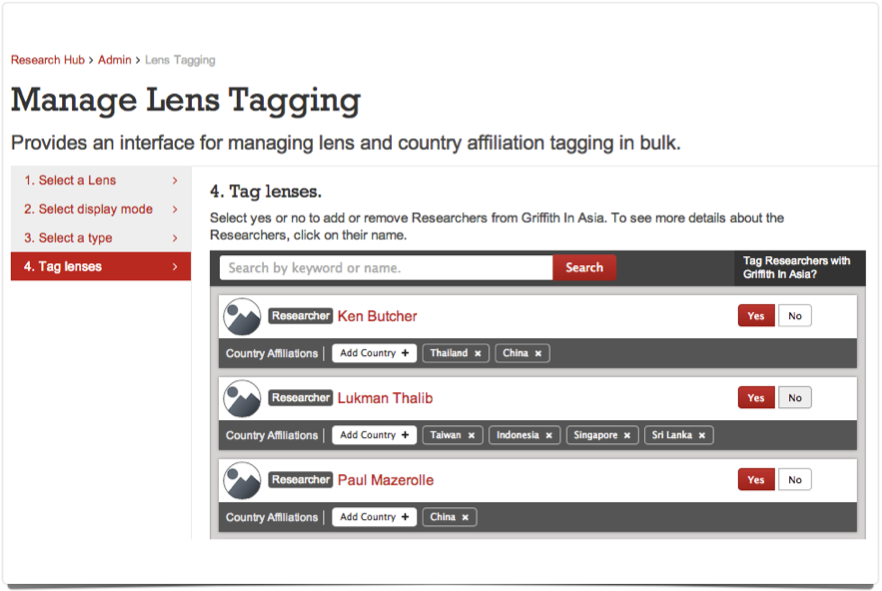 Research Hub > Admin > Lens Tagging
Manage Lens Tagging
Provides an interface for managing lens and country affiliation tagging in bulk.
1. Select a Lens >
2. Select display mode >
3. Select a type >
4. Tag lenses >
4. Tag lenses.
Select yes or no to add or remove Researchers from Griffith In Asia. To see more details about the
Researchers, click on their name.
Search by keyword or name. Search
Tag Researchers with
Griffith In Asia?
Researcher Ken Butcher Yes No
Country Affiliations | Add Country + Thailand × China ×
Researcher Lukman Thalib Yes No
Country Affiliations | Add Country + Taiwan × Indonesia × Singapore × Sri Lanka ×
Researcher Paul Mazerolle Yes No
Country Affiliations | Add Country + China ×